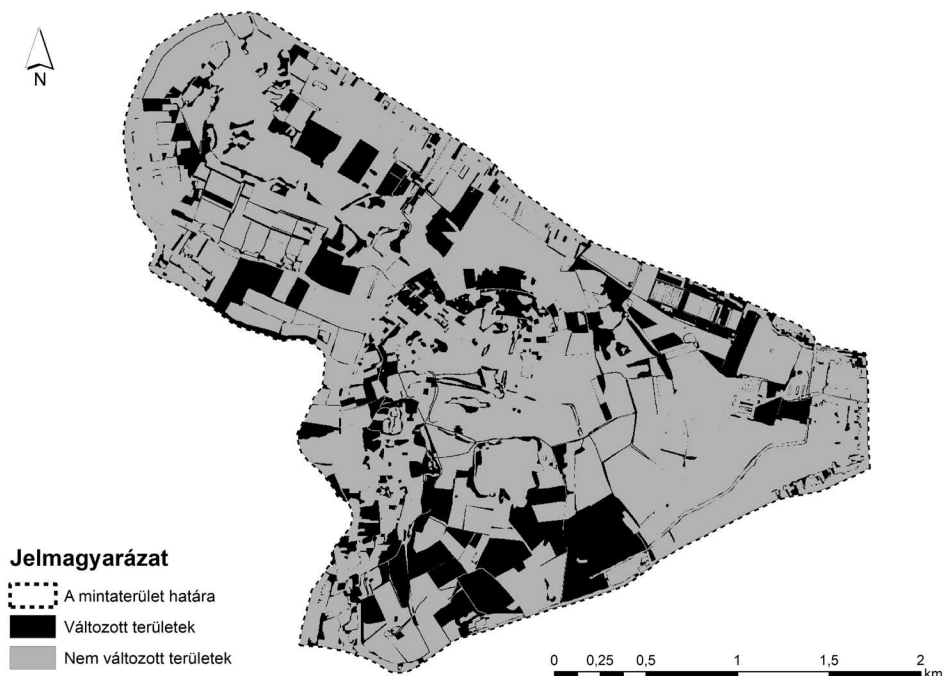 N
Jelmagyarázat
A mintaterület határa
Változott területek
Nem változott területek
0 0,25 0,5 1 1,5 2
km